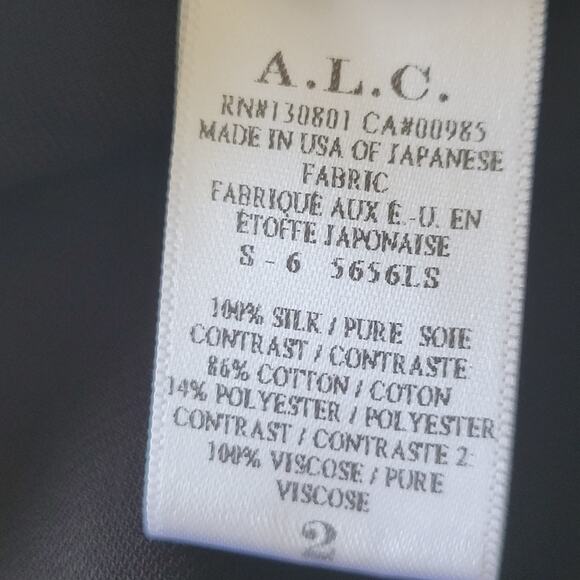 A.L.C.
RN#130801 CA#00985
MADE IN USA OF JAPANESE
FABRIC
FABRIQUÉ AUX É.-U. EN
ÉTOFFE JAPONAISE
S - 6 5656LS
100% SILK / PURE SOIE
CONTRAST / CONTRASTE:
86% COTTON / COTON
14% POLYESTER / POLYESTER
CONTRAST / CONTRASTE 2:
100% VISCOSE / PURE
VISCOSE
2